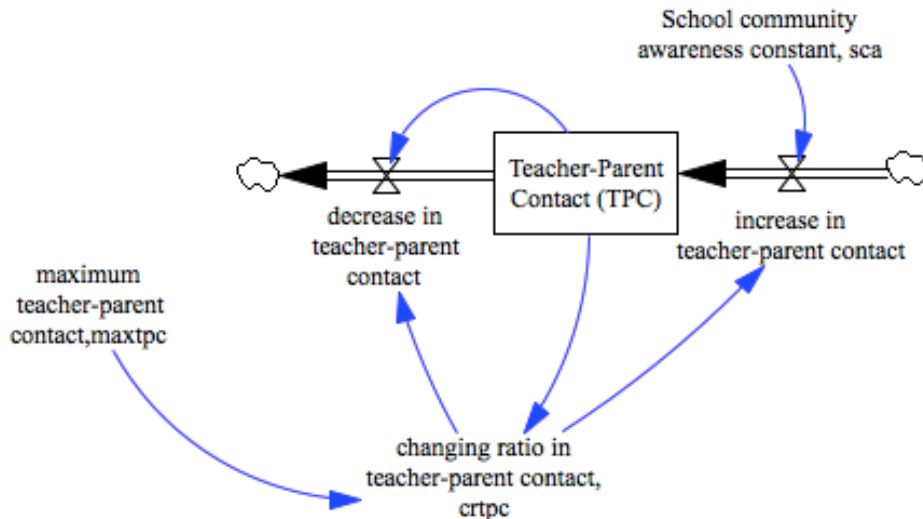 School community
awareness constant, sca
Teacher-Parent
Contact (TPC)
decrease in
teacher-parent
contact
increase in
teacher-parent contact
maximum
teacher-parent
contact,maxtpc
changing ratio in
teacher-parent contact,
crtpc